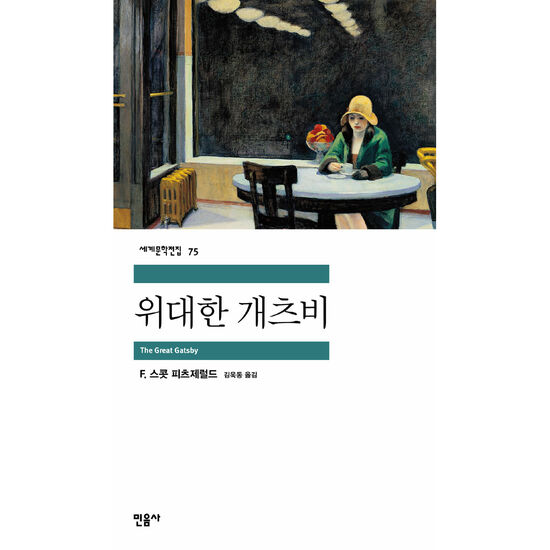 세계문학전집 75
위대한 개츠비
The Great Gatsby
F. 스콧 피츠제럴드 김욱동 옮김
민음사